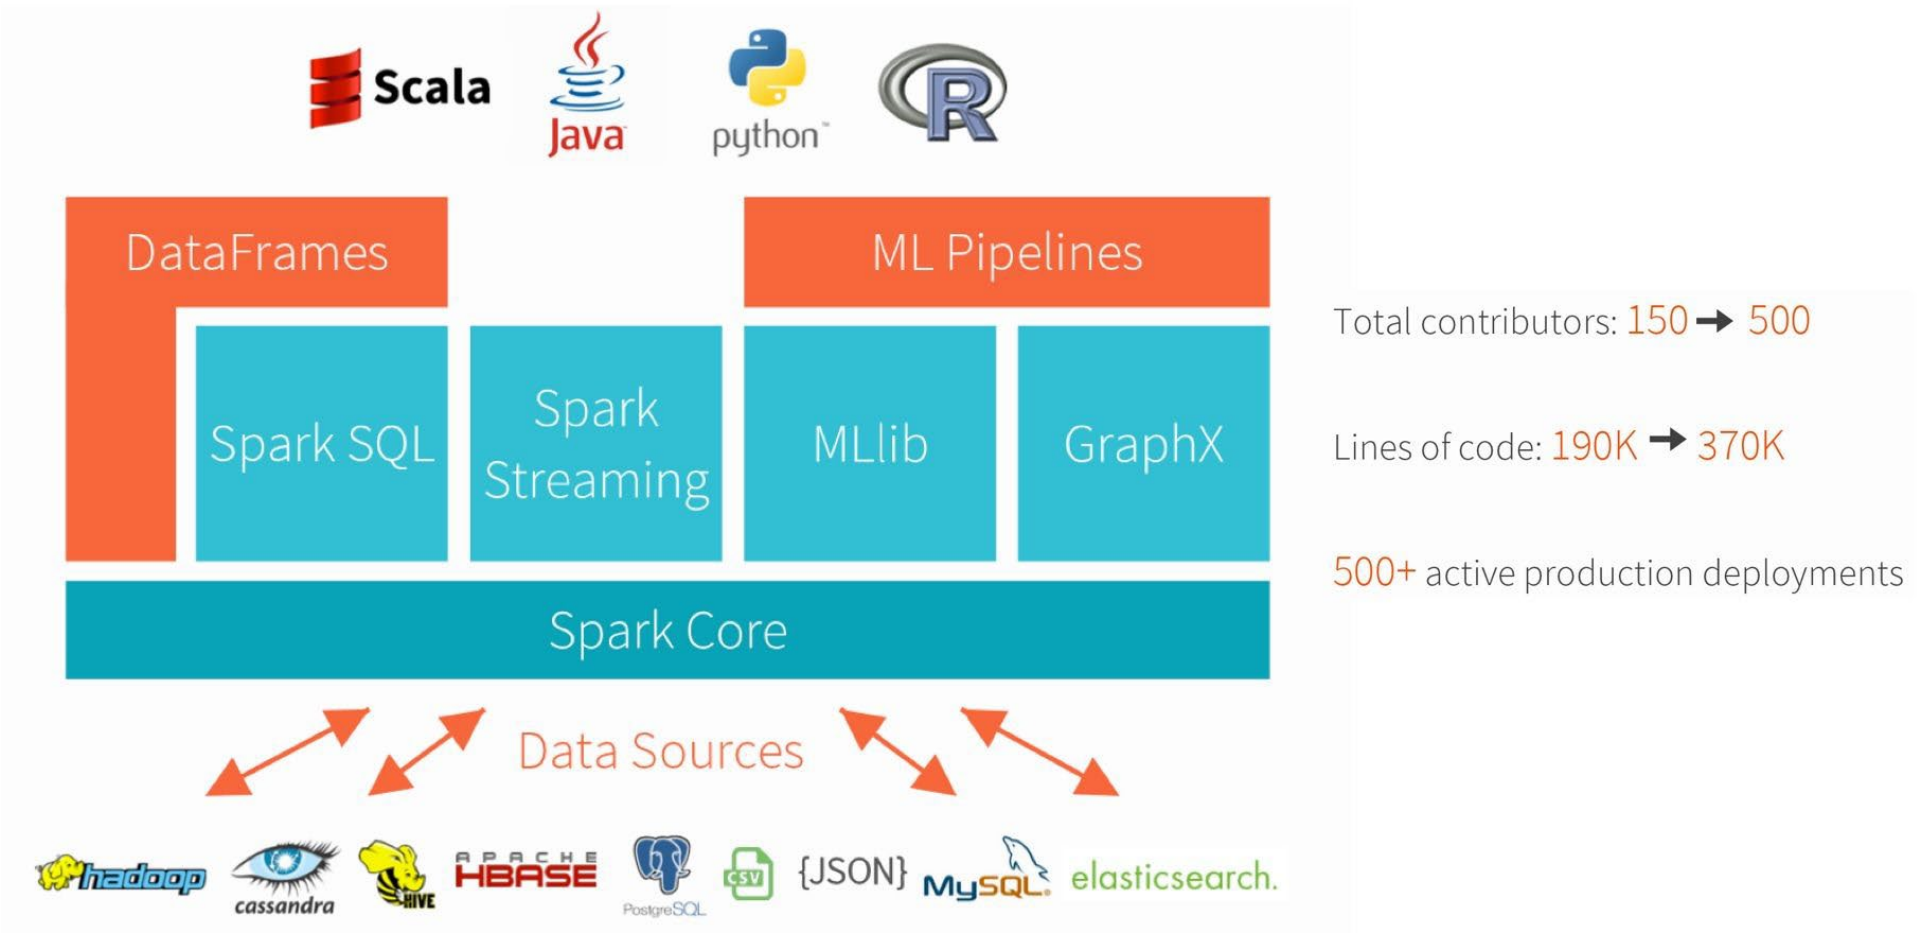 Scala
Java
python™
R
DataFrames
ML Pipelines
Spark SQL
Spark
Streaming
MLlib
GraphX
Spark Core
Total contributors: 150 → 500
Lines of code: 190K → 370K
500+ active production deployments
Data Sources
hadoop
cassandra
HIVE
APACHE
HBASE
PostgreSQL
CSV
{JSON}
MySQL.
elasticsearch.